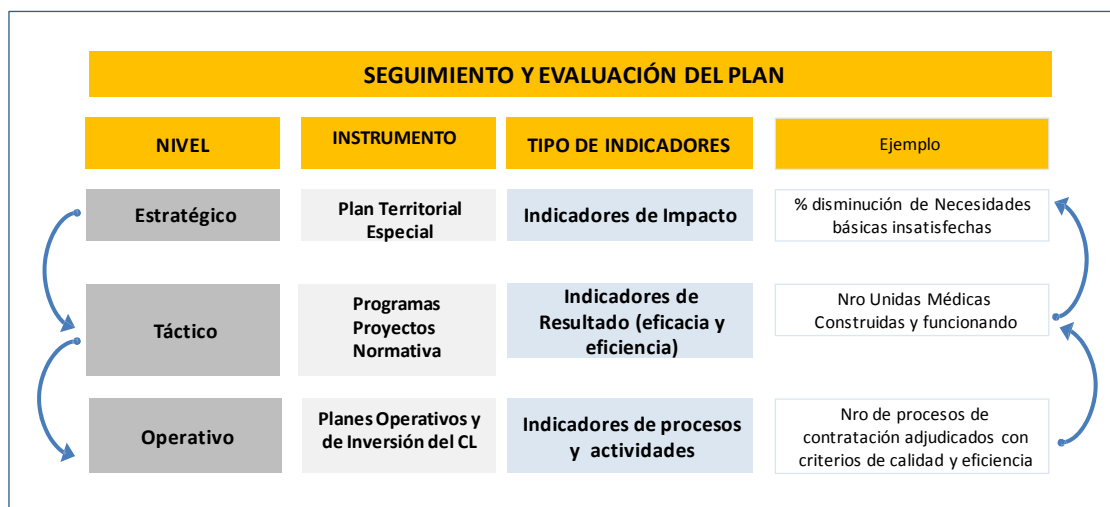 SEGUIMIENTO Y EVALUACIÓN DEL PLAN
NIVEL
INSTRUMENTO
TIPO DE INDICADORES
Ejemplo
Estratégico
Plan Territorial
Especial
Indicadores de Impacto
% disminución de Necesidades
básicas insatisfechas
Táctico
Programas
Proyectos
Normativa
Indicadores de
Resultado (eficacia y
eficiencia)
Nro Unidas Médicas
Construidas y funcionando
Operativo
Planes Operativos y
de Inversión del CL
Indicadores de procesos
y actividades
Nro de procesos de
contratación adjudicados con
criterios de calidad y eficiencia